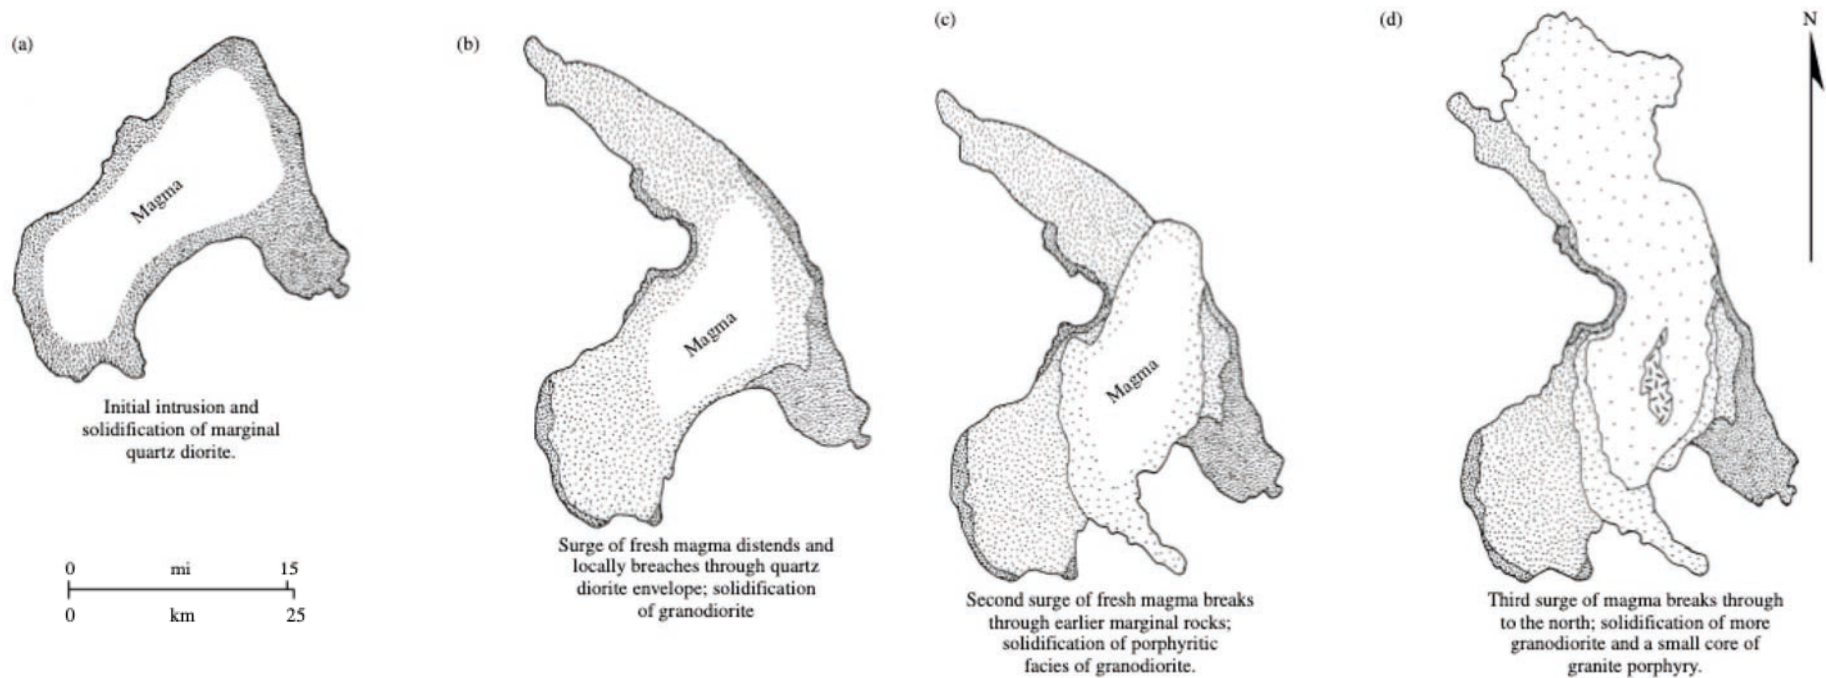 (a)
Magma
Initial intrusion and
solidification of marginal
quartz diorite.
0 mi 15
0 km 25
(b)
Magma
Surge of fresh magma distends and
locally breaches through quartz
diorite envelope; solidification
of granodiorite
(c)
Magma
Second surge of fresh magma breaks
through earlier marginal rocks;
solidification of porphyritic
facies of granodiorite.
(d)
N
Third surge of magma breaks through
to the north; solidification of more
granodiorite and a small core of
granite porphyry.